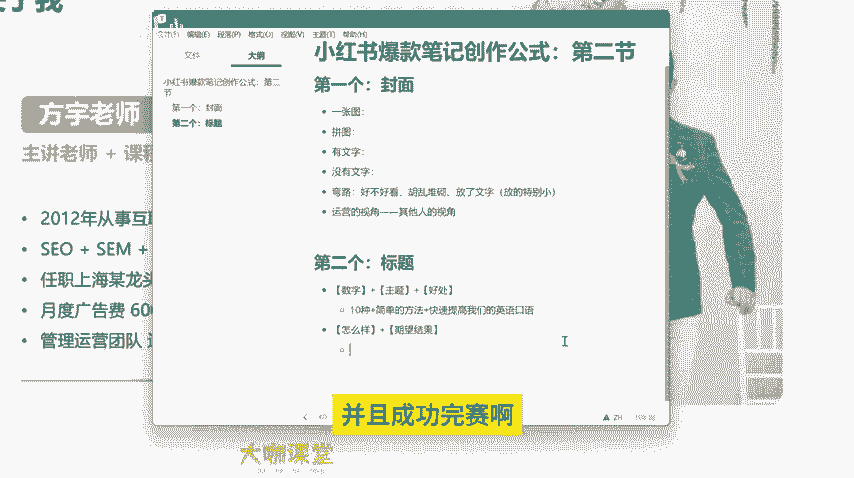 文件(F) 编辑(E) 段落(P) 格式(O) 视图(V) 主题(T) 帮助(H)
文件 大纲
小红书爆款笔记创作公式：第二节
第一个：封面
第二个：标题
小红书爆款笔记创作公式：第二节
第一个：封面
一张图：
拼图：
有文字：
没有文字：
弯路：好不好看、胡乱堆砌、放了文字（放的特别小）
运营的视角——其他人的视角
第二个：标题
【数字】+【主题】+【好处】
10种+简单的方法+快速提高我们的英语口语
【怎么样】+【期望结果】
方宇老师
主讲老师 + 课程
2012年从事互联
SEO + SEM +
任职上海某龙头
月度广告费 600
管理运营团队
并且成功完赛啊
大咖课堂